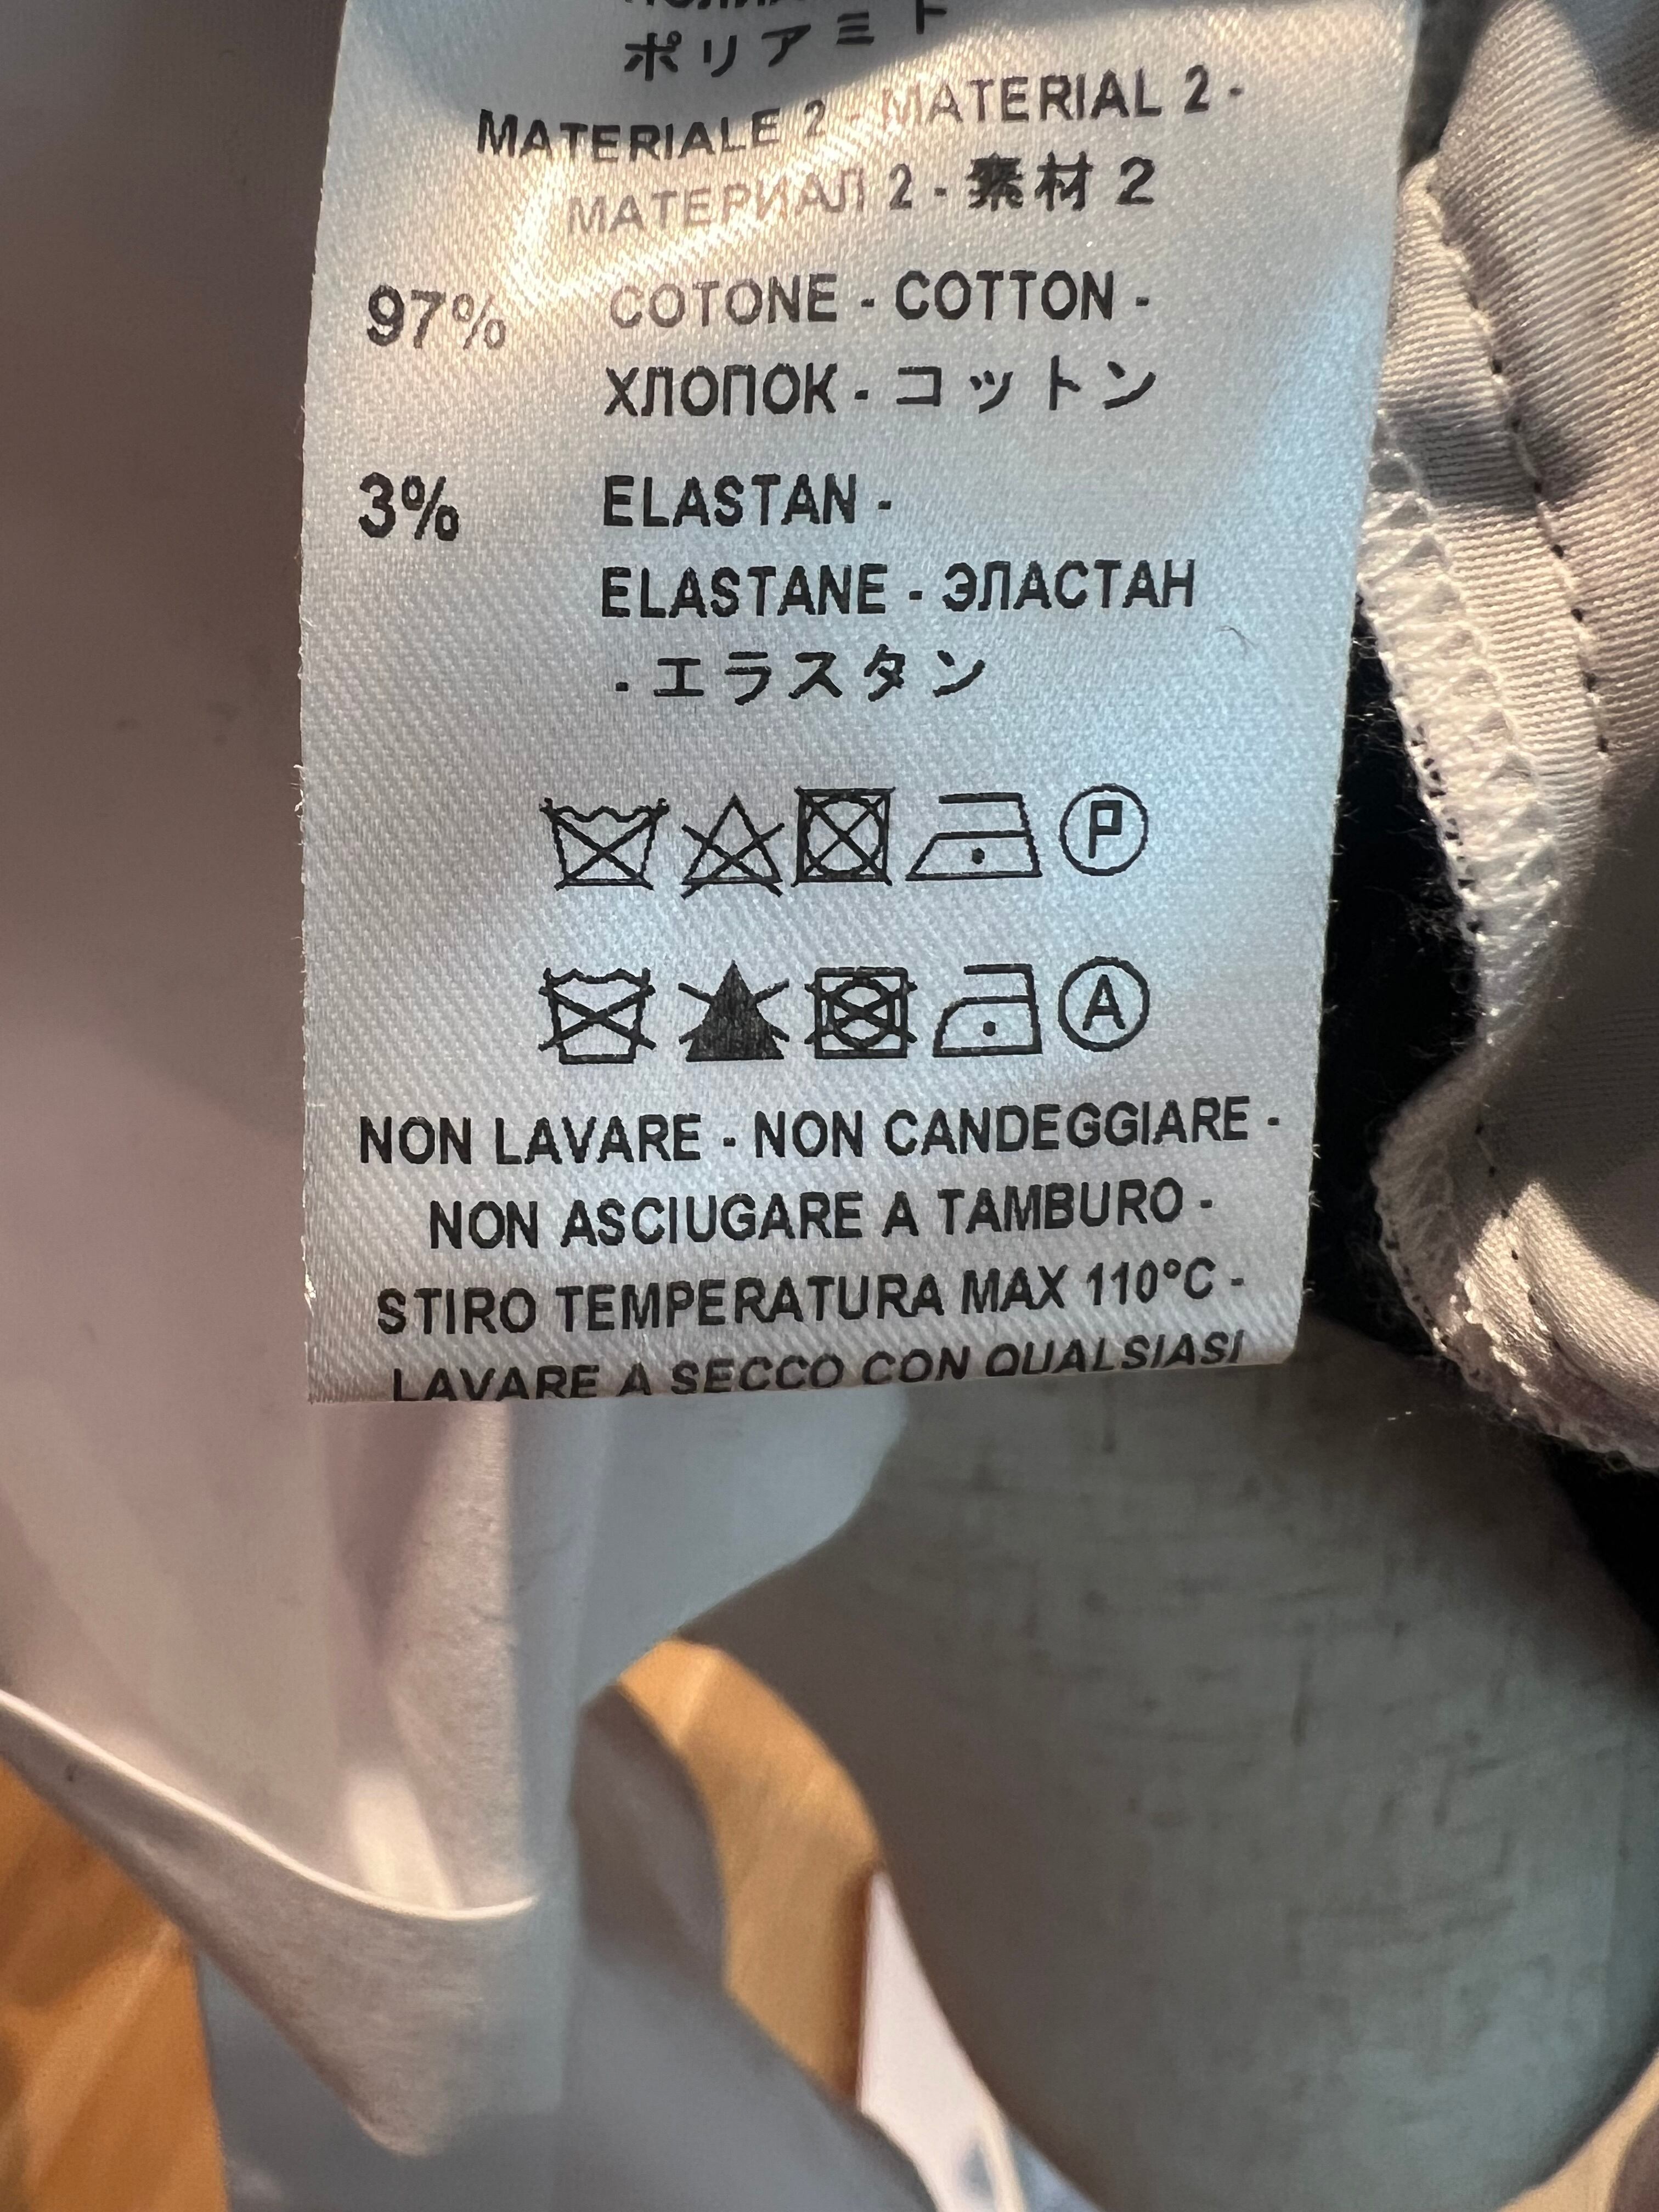 ポリアミド
MATERIALE 2 - MATERIAL 2 -
МАТЕРИАЛ 2 - 素材 2
97% COTONE - COTTON -
ХЛОПОК - コットン
3% ELASTAN -
ELASTANE - ЭЛАСТАН
- エラスタン
P
A
NON LAVARE - NON CANDEGGIARE -
NON ASCIUGARE A TAMBURO -
STIRO TEMPERATURA MAX 110°C -
LAVARE A SECCO CON QUALSIASI